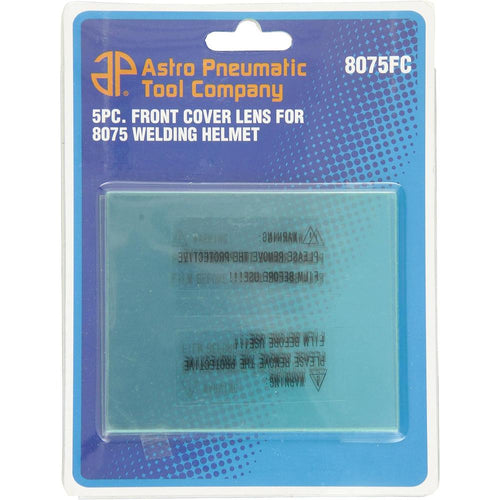 AP®
Astro Pneumatic
Tool Company
8075FC
5PC. FRONT COVER LENS FOR
8075 WELDING HELMET
WARNING:
PLEASE REMOVE THE PROTECTIVE
FILM BEFORE USE!!!
FILM BEFORE USE!!!
PLEASE REMOVE THE PROTECTIVE
WARNING: